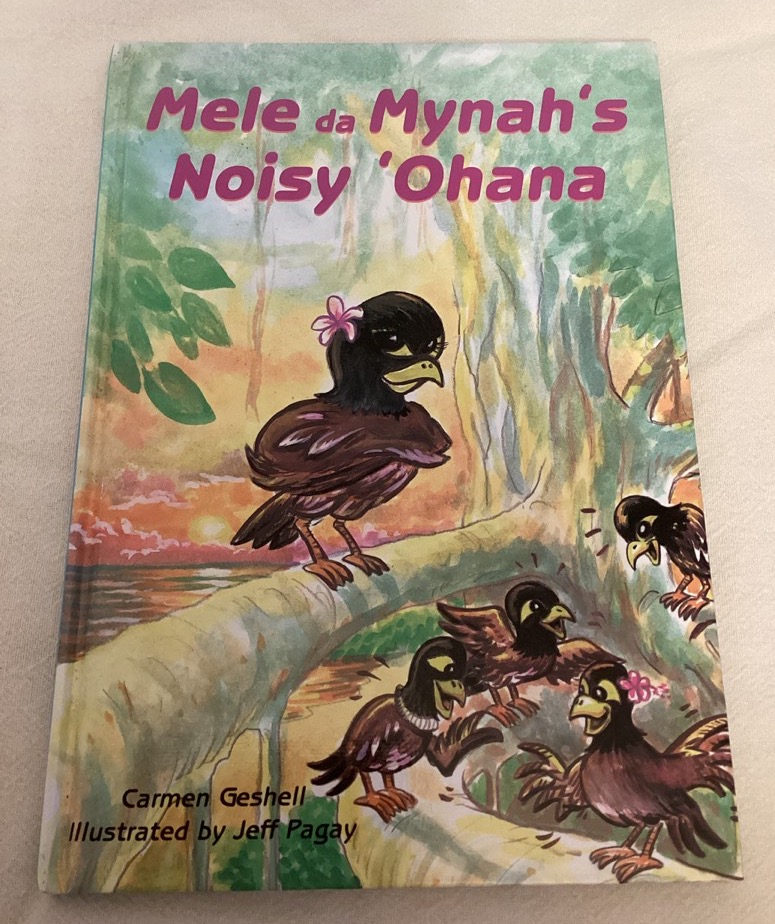 Mele da Mynah's
Noisy 'Ohana
Carmen Geshell
Illustrated by Jeff Pagay